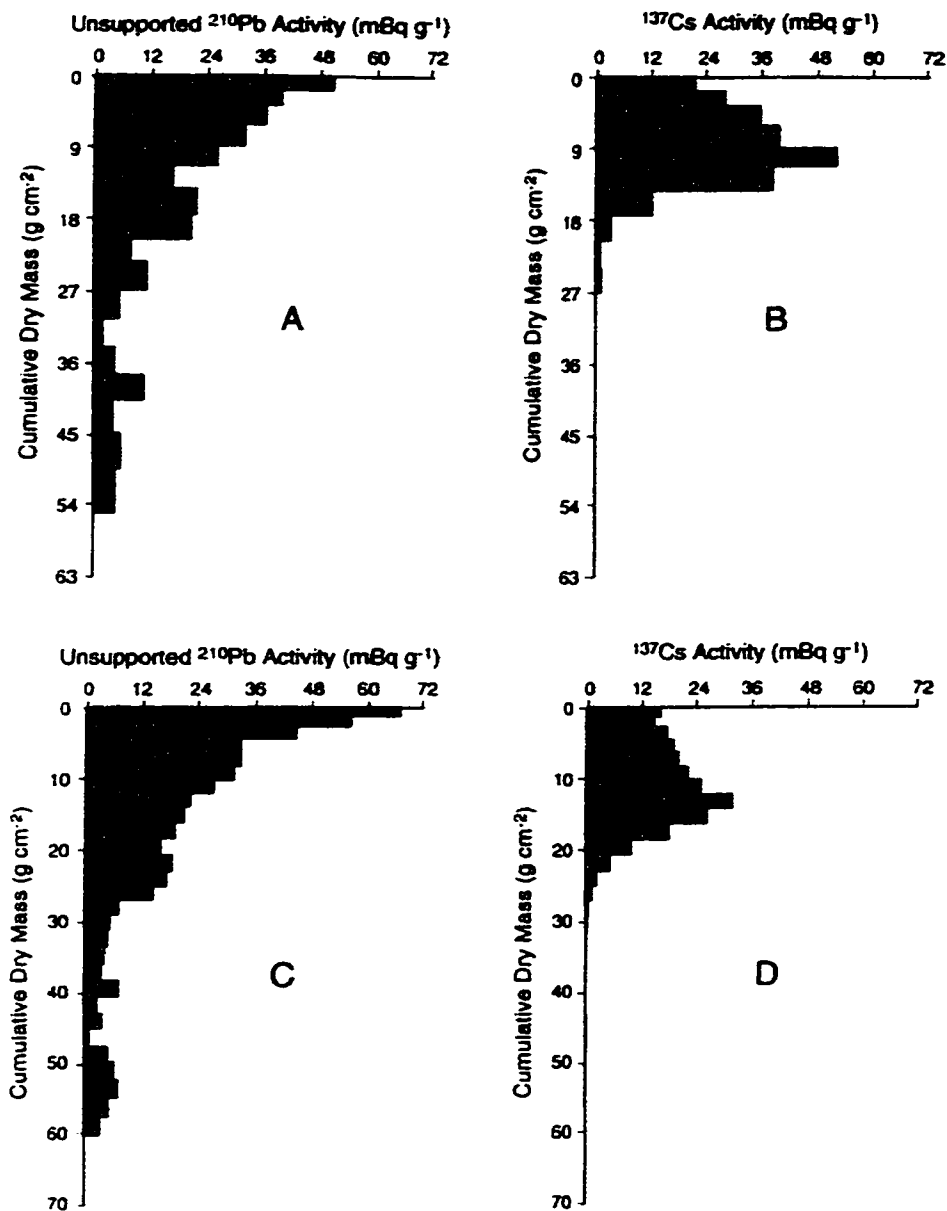 Unsupported ²¹⁰Pb Activity (mBq g⁻¹)
0 12 24 36 48 60 72
Cumulative Dry Mass (g cm⁻²)
0
9
18
27
36
45
54
63
A
¹³⁷Cs Activity (mBq g⁻¹)
0 12 24 36 48 60 72
Cumulative Dry Mass (g cm⁻²)
0
9
18
27
36
45
54
63
B
Unsupported ²¹⁰Pb Activity (mBq g⁻¹)
0 12 24 36 48 60 72
Cumulative Dry Mass (g cm⁻²)
0
10
20
30
40
50
60
70
C
¹³⁷Cs Activity (mBq g⁻¹)
0 12 24 36 48 60 72
Cumulative Dry Mass (g cm⁻²)
0
10
20
30
40
50
60
70
D